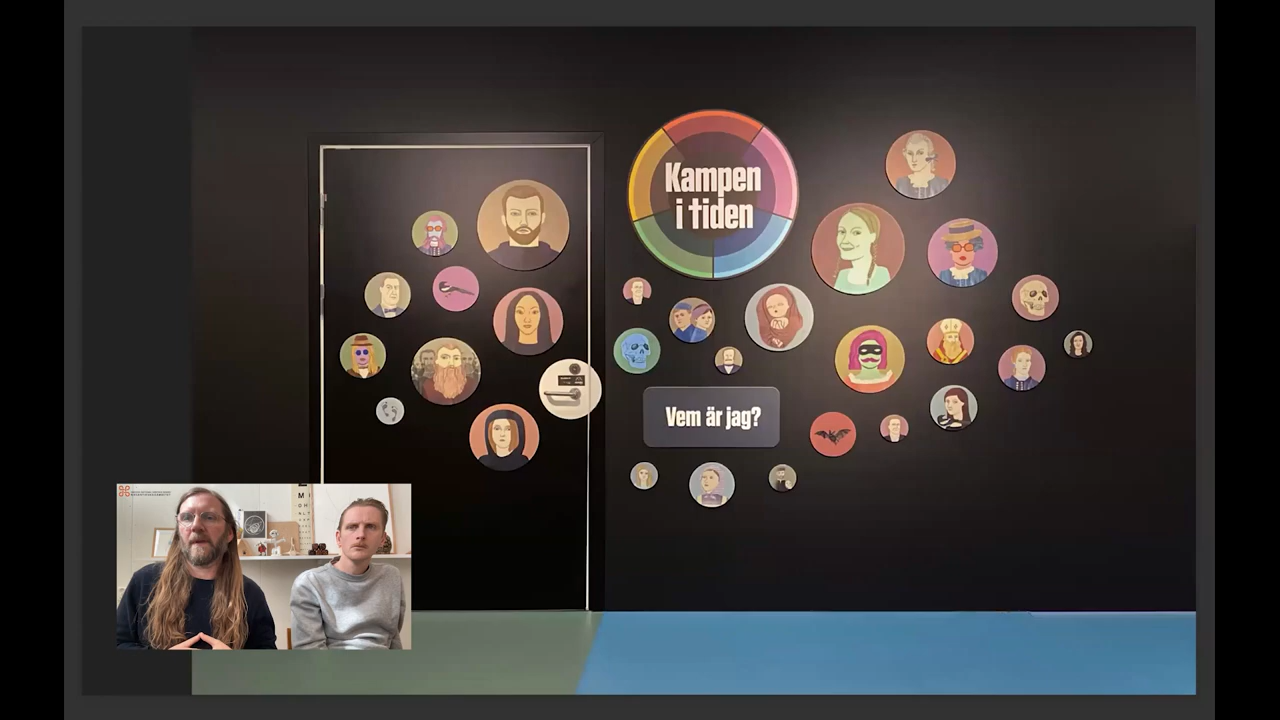 Kampen
i tiden
Vem är jag?